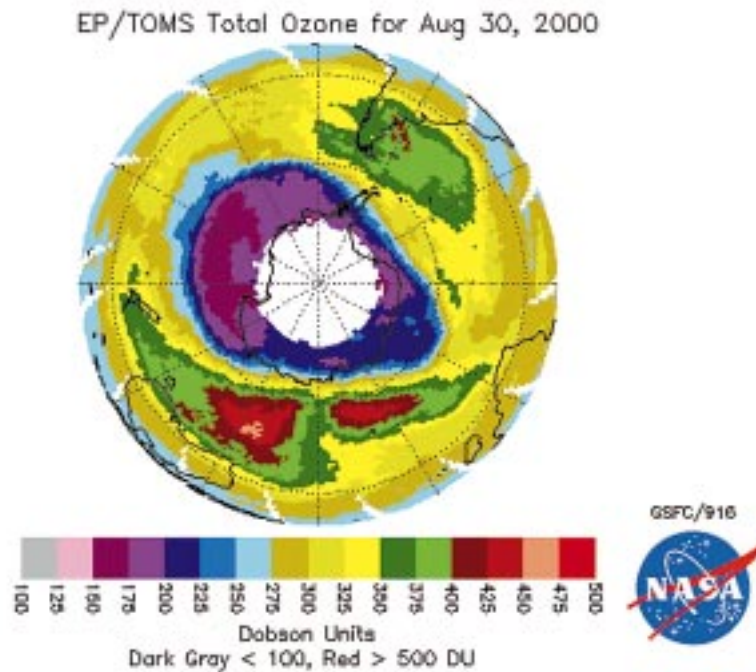 EP/TOMS Total Ozone for Aug 30, 2000
GSFC/916
NASA
100 125 150 175 200 225 250 275 300 325 350 375 400 425 450 475 500
Dobson Units
Dark Gray < 100, Red > 500 DU